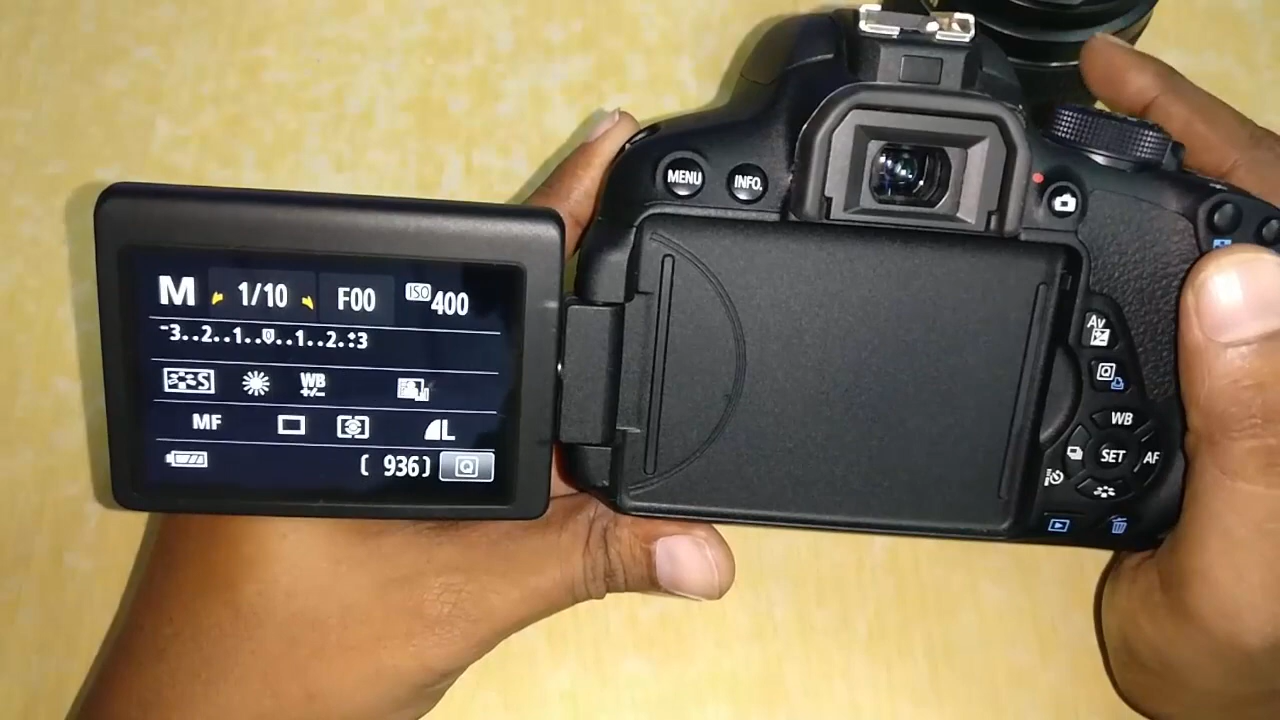 MENU INFO.
M 1/10 F00 ISO 400
-3..2..1..0..1..2.:+3
S WB +/-
MF L
( 936) Q
Av
Q
WB
SET AF